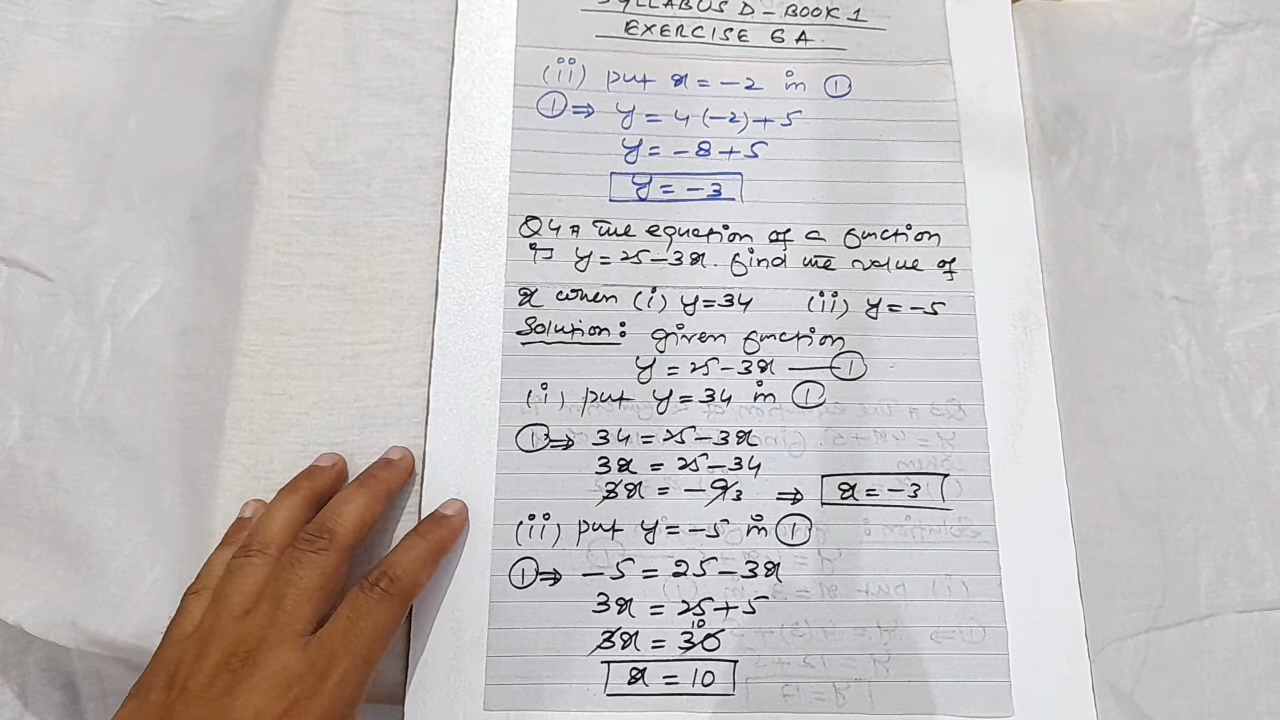 SYLLABUS D - BOOK 1
EXERCISE 6A
(ii) put x = -2 in ①
①⇒ y = 4(-2)+5
y = -8+5
y = -3
Q4 A The equation of a function
is y = 25-3x. Find the value of
x when (i) y=34 (ii) y=-5
Solution: given function
y = 25-3x —①
(i) put y=34 in ①
①⇒ 34 = 25-3x
3x = 25-34
3x = -9 3 ⇒ x = -3
(ii) put y=-5 in ①
①⇒ -5 = 25-3x
3x = 25+5
10
3x = 30
x = 10